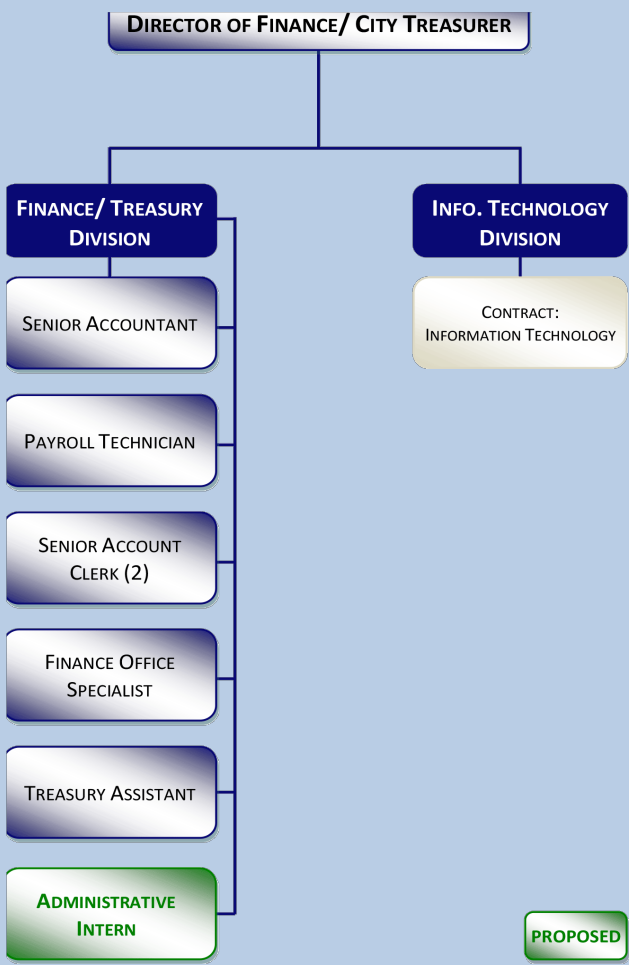 DIRECTOR OF FINANCE/ CITY TREASURER
FINANCE/ TREASURY
DIVISION
INFO. TECHNOLOGY
DIVISION
SENIOR ACCOUNTANT
CONTRACT:
INFORMATION TECHNOLOGY
PAYROLL TECHNICIAN
SENIOR ACCOUNT
CLERK (2)
FINANCE OFFICE
SPECIALIST
TREASURY ASSISTANT
ADMINISTRATIVE
INTERN
PROPOSED